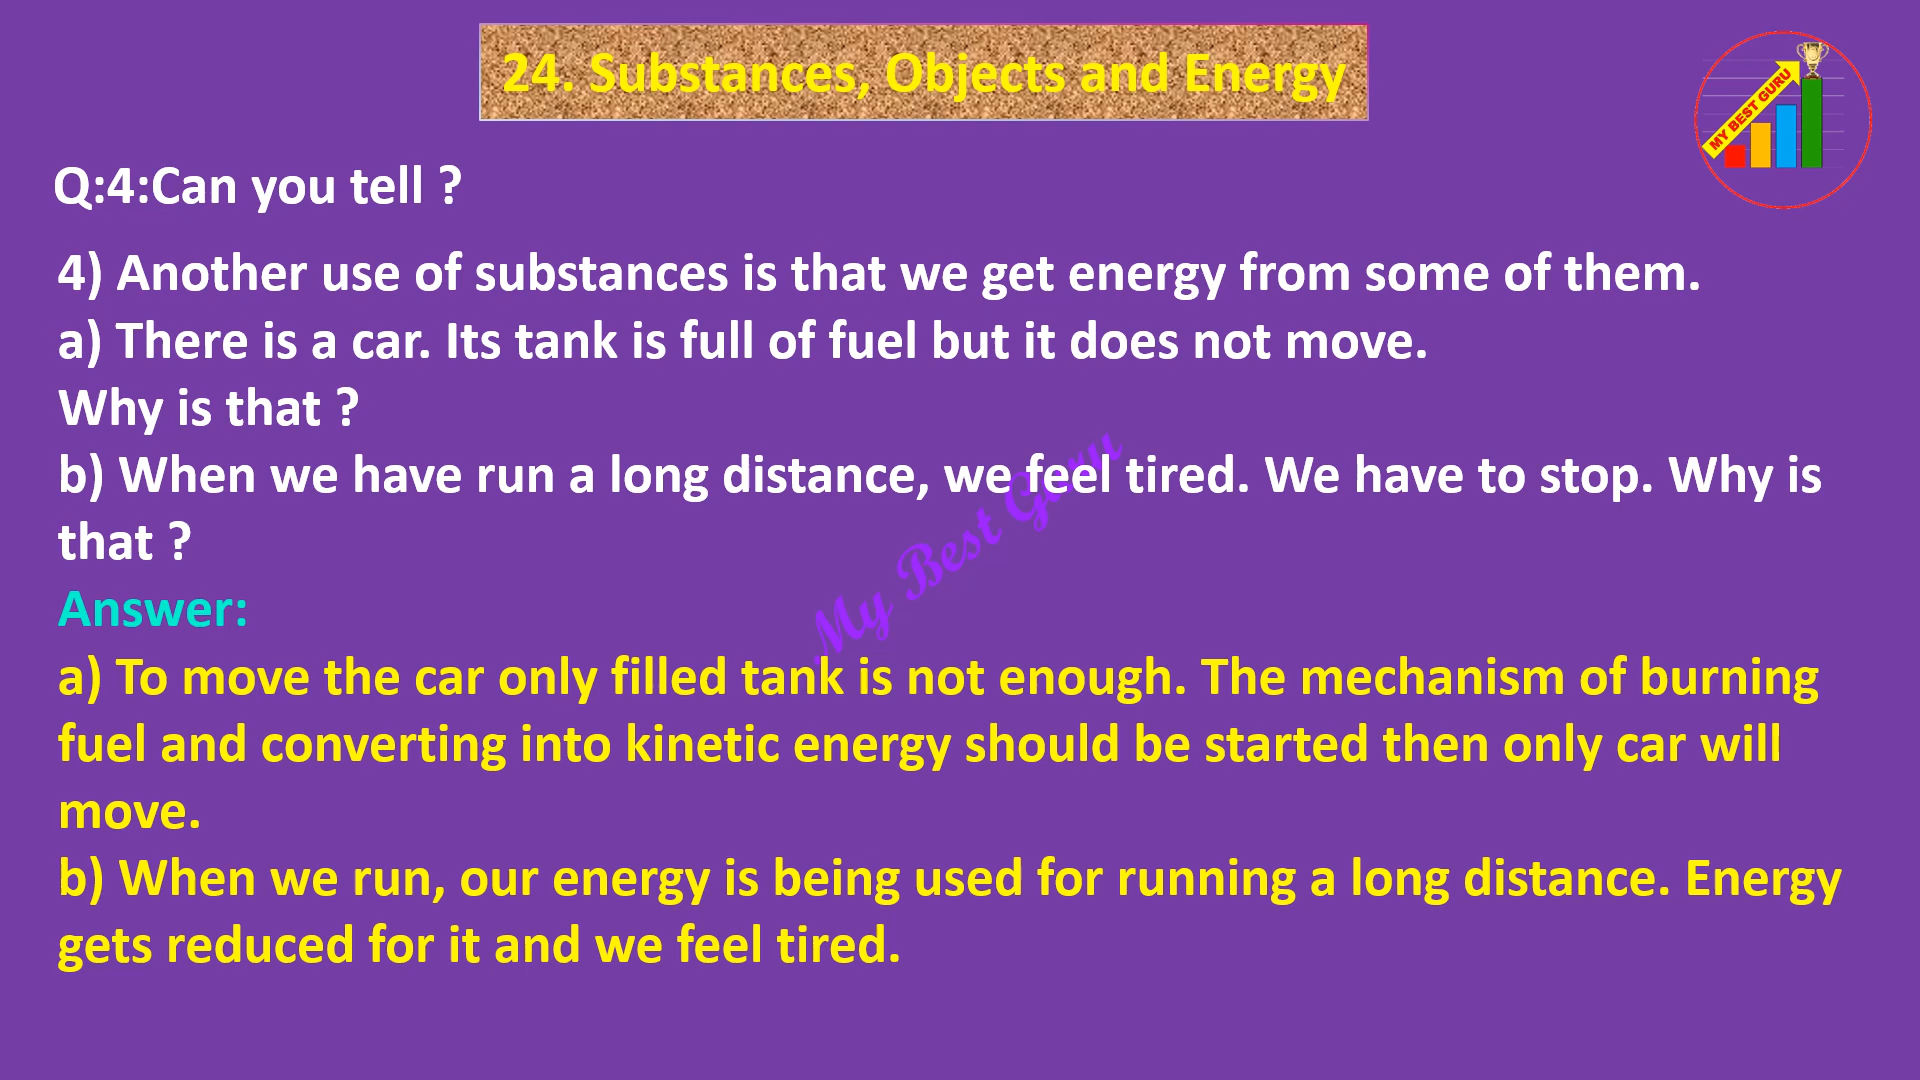 24. Substances, Objects and Energy
MY BEST GURU
Q:4:Can you tell ?
4) Another use of substances is that we get energy from some of them.
a) There is a car. Its tank is full of fuel but it does not move.
Why is that ?
b) When we have run a long distance, we feel tired. We have to stop. Why is
that ?
My Best Guru
Answer:
a) To move the car only filled tank is not enough. The mechanism of burning
fuel and converting into kinetic energy should be started then only car will
move.
b) When we run, our energy is being used for running a long distance. Energy
gets reduced for it and we feel tired.